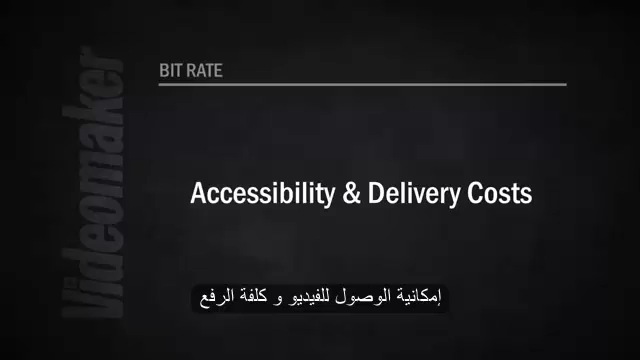 BIT RATE
Accessibility & Delivery Costs
Videomaker
إمكانية الوصول للفيديو و كلفة الرفع